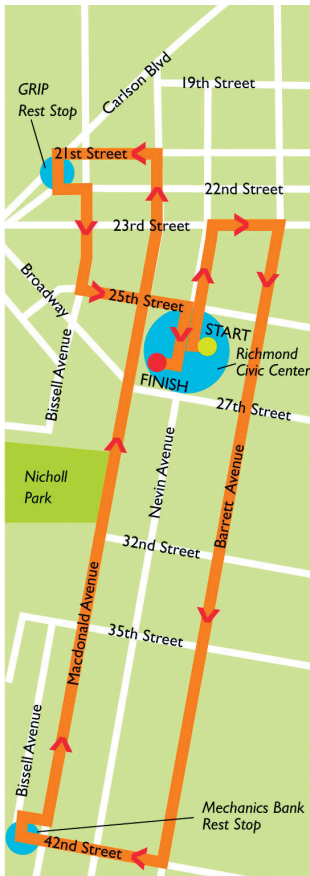 Carlson Blvd
19th Street
GRIP
Rest Stop
21st Street
22nd Street
23rd Street
Broadway
25th Street
START
Richmond
Civic Center
FINISH
Bissell Avenue
27th Street
Nevin Avenue
Barrett Avenue
Nicholl
Park
32nd Street
Macdonald Avenue
35th Street
Bissell Avenue
Mechanics Bank
Rest Stop
42nd Street